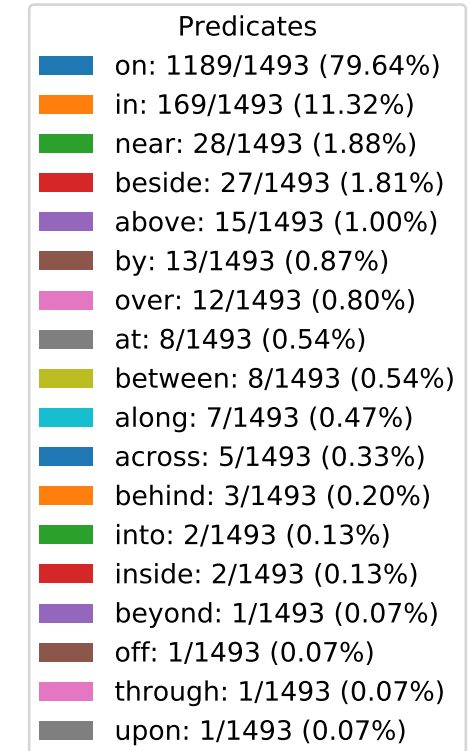 Predicates
on: 1189/1493 (79.64%)
in: 169/1493 (11.32%)
near: 28/1493 (1.88%)
beside: 27/1493 (1.81%)
above: 15/1493 (1.00%)
by: 13/1493 (0.87%)
over: 12/1493 (0.80%)
at: 8/1493 (0.54%)
between: 8/1493 (0.54%)
along: 7/1493 (0.47%)
across: 5/1493 (0.33%)
behind: 3/1493 (0.20%)
into: 2/1493 (0.13%)
inside: 2/1493 (0.13%)
beyond: 1/1493 (0.07%)
off: 1/1493 (0.07%)
through: 1/1493 (0.07%)
upon: 1/1493 (0.07%)